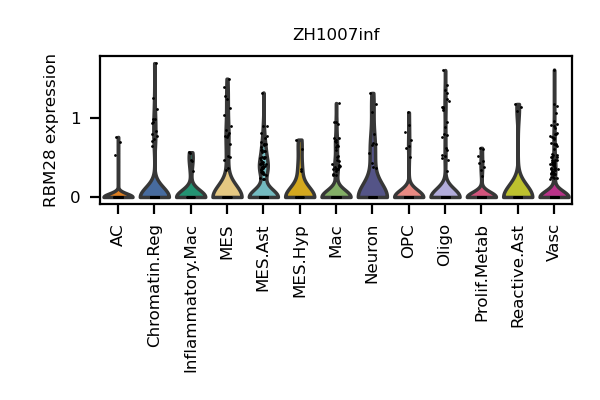 ZH1007inf
RBM28 expression
1
0
AC
Chromatin.Reg
Inflammatory.Mac
MES
MES.Ast
MES.Hyp
Mac
Neuron
OPC
Oligo
Prolif.Metab
Reactive.Ast
Vasc